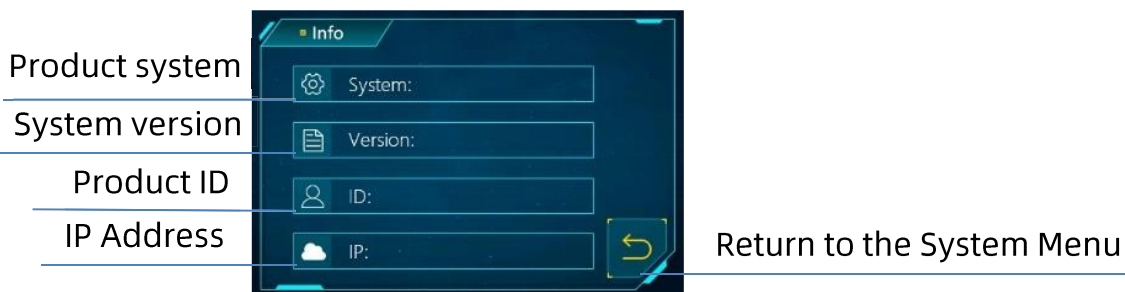 Info
Product system
System:
System version
Version:
Product ID
ID:
IP Address
IP:
Return to the System Menu